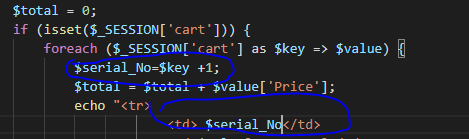 $total = 0;
if (isset($_SESSION['cart'])) {
foreach ($_SESSION['cart'] as $key => $value) {
$serial_No=$key +1;
$total = $total + $value['Price'];
echo "<tr>
<td> $serial_No</td>